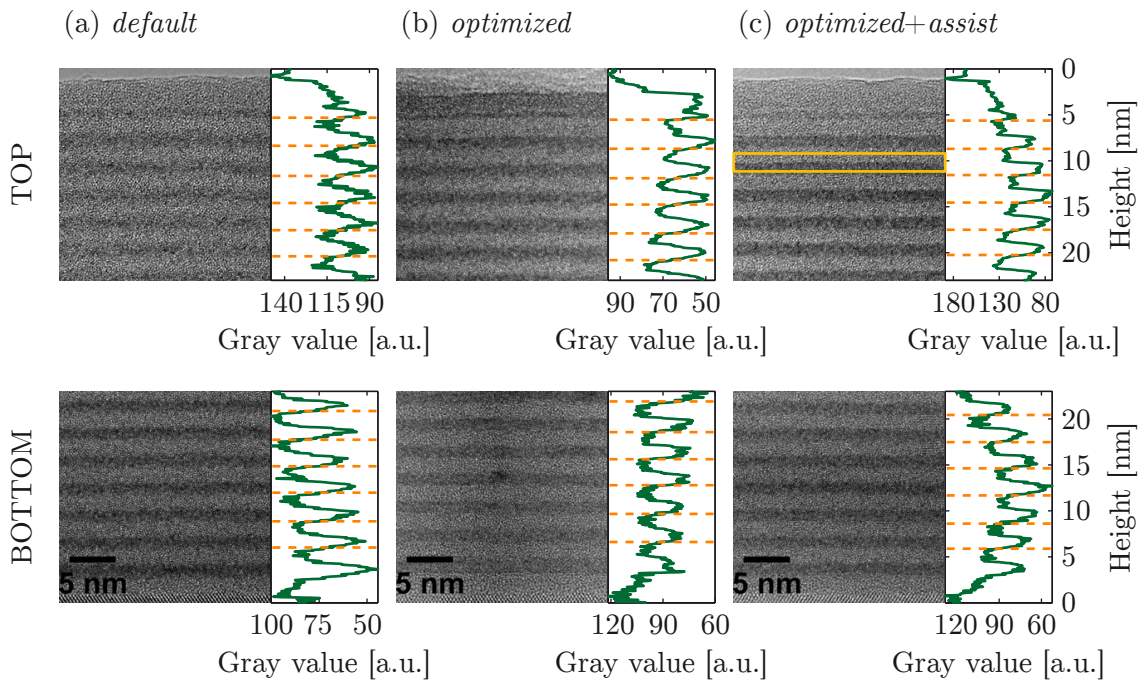 (a) default
(b) optimized
(c) optimized+assist
TOP
0
5
10
15
20
Height [nm]
140 115 90
90 70 50
180 130 80
Gray value [a.u.]
Gray value [a.u.]
Gray value [a.u.]
BOTTOM
5 nm
5 nm
5 nm
20
15
10
5
0
Height [nm]
100 75 50
120 90 60
120 90 60
Gray value [a.u.]
Gray value [a.u.]
Gray value [a.u.]